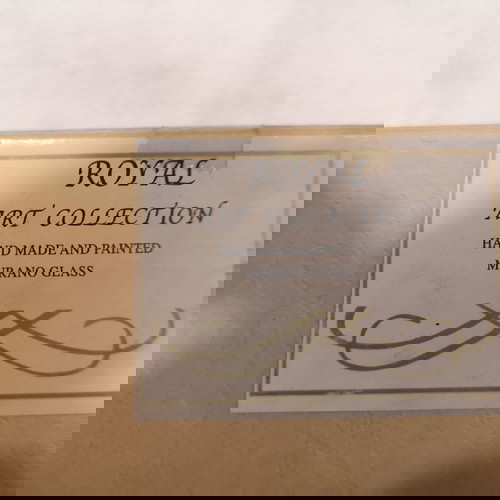 ROYAL
ART COLLECTION
HAND MADE AND PAINTED
MURANO GLASS